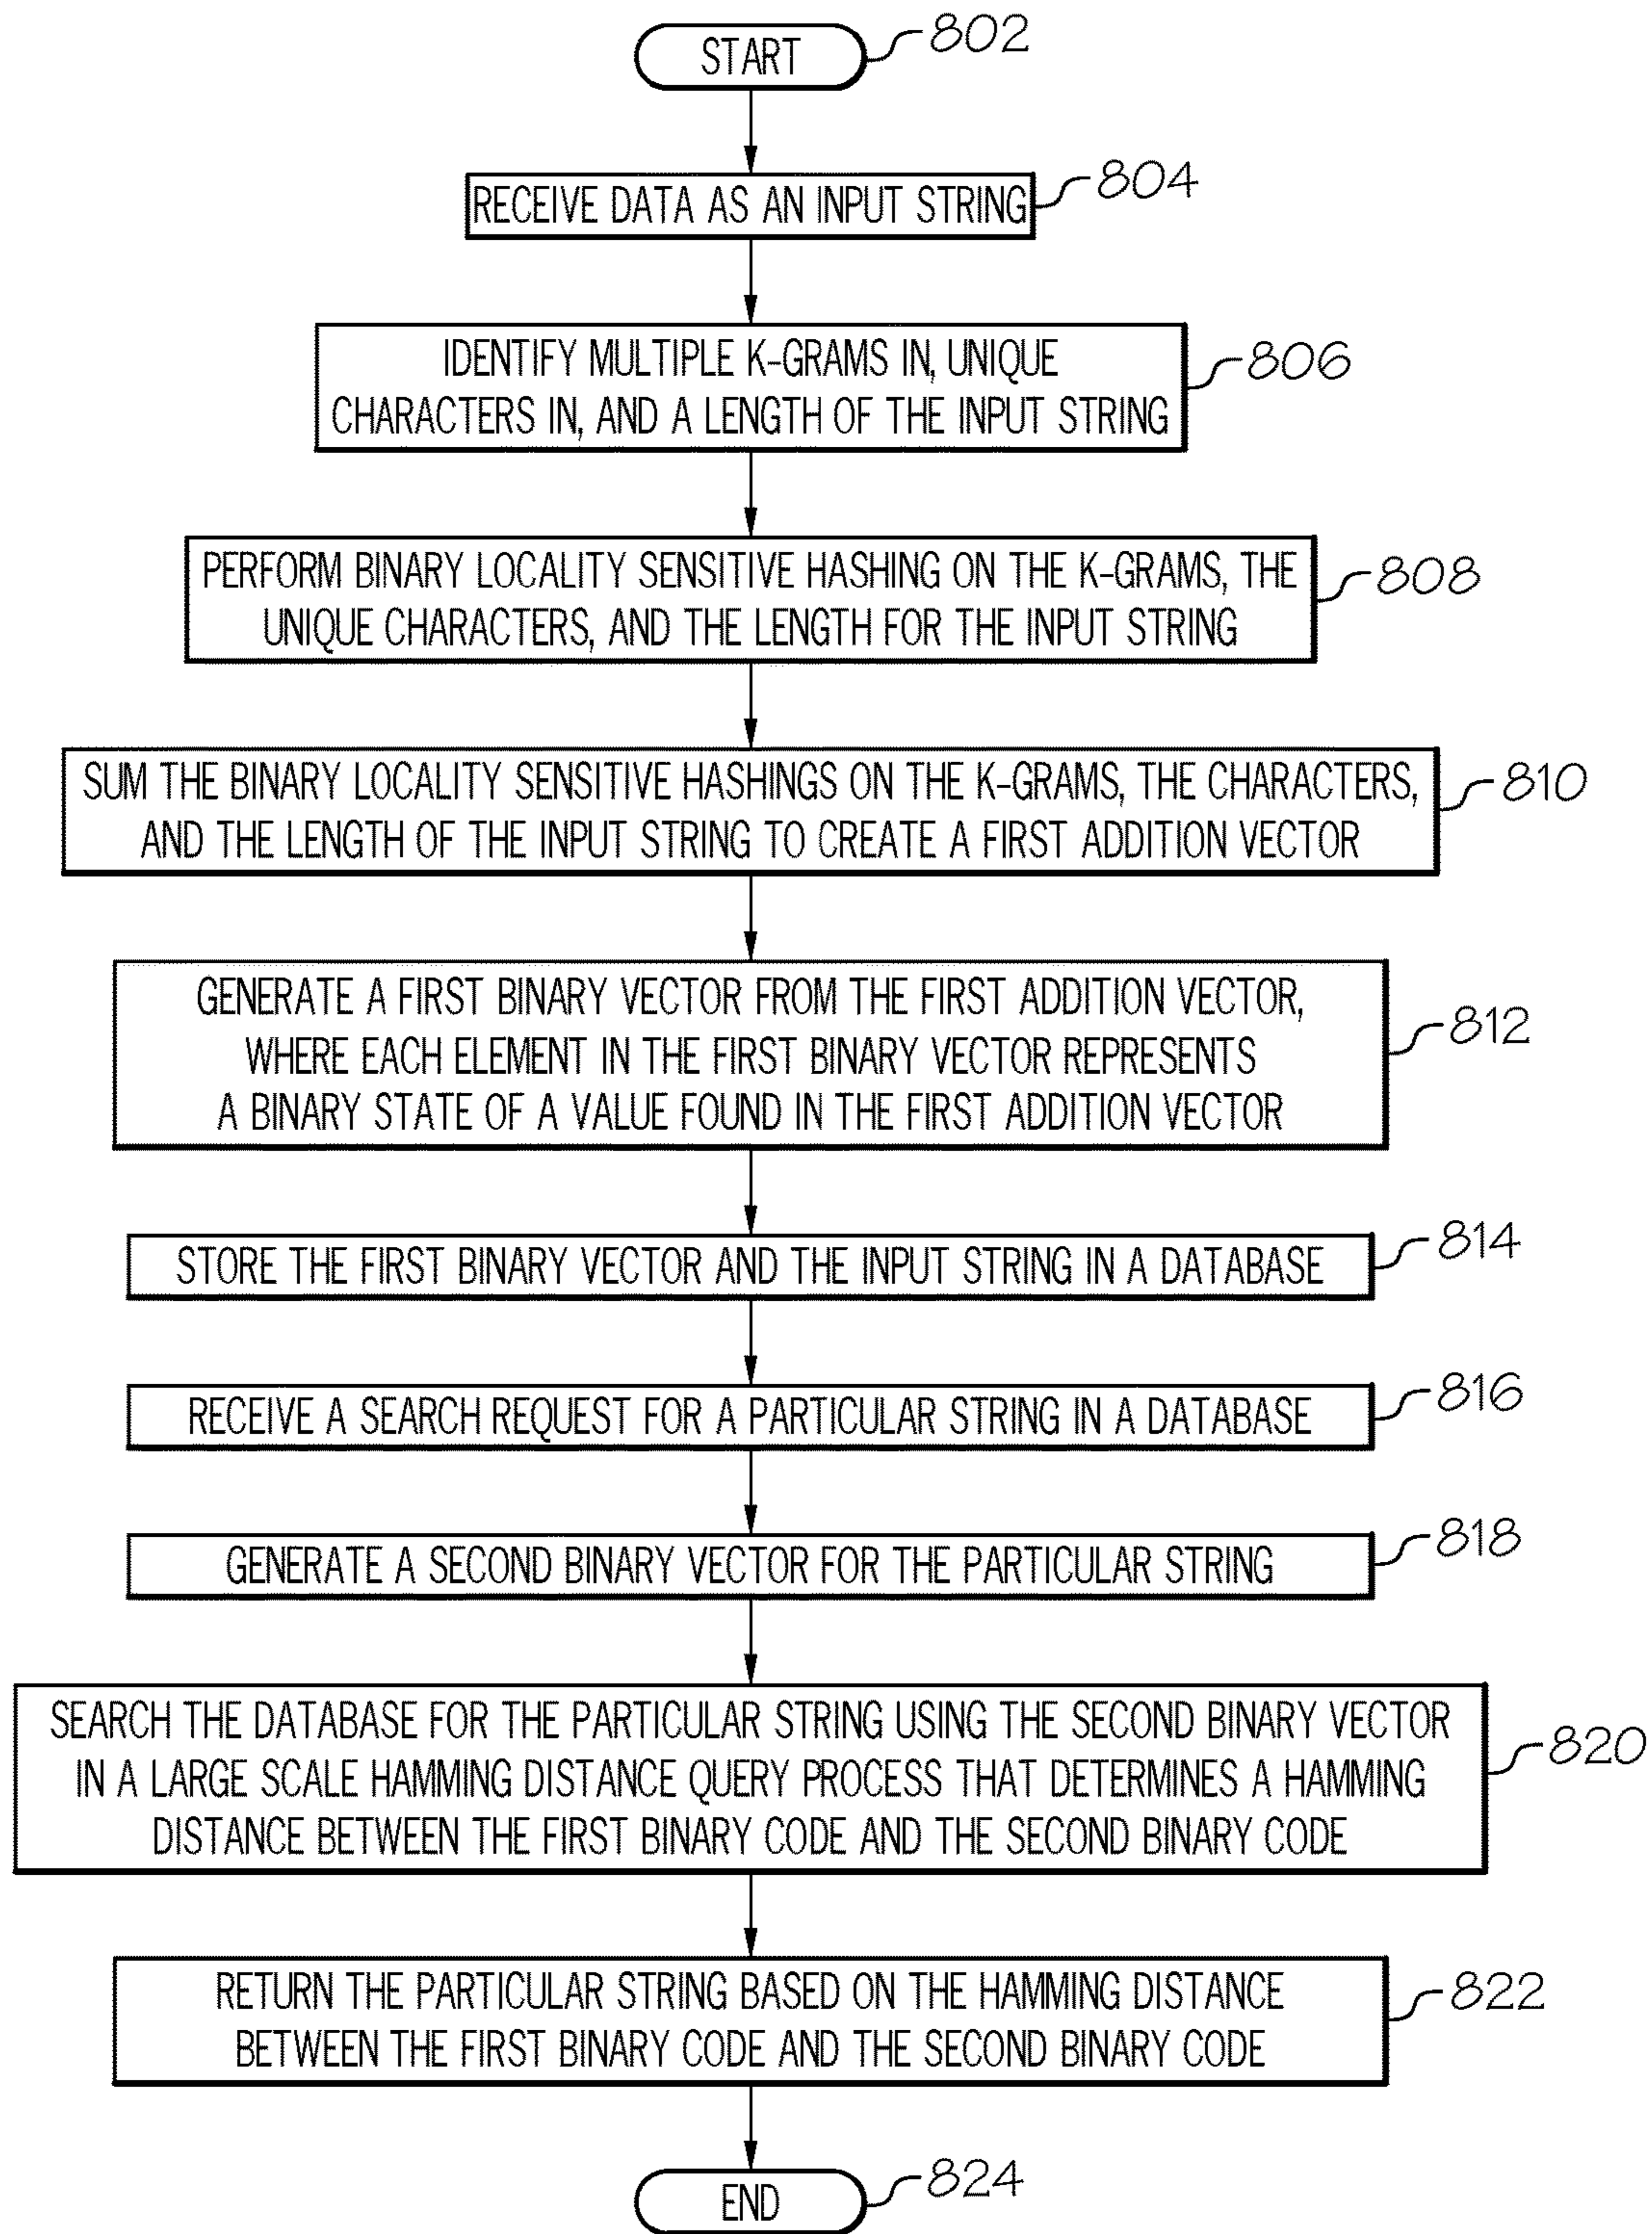 START
802
RECEIVE DATA AS AN INPUT STRING
804
IDENTIFY MULTIPLE K-GRAMS IN, UNIQUE
CHARACTERS IN, AND A LENGTH OF THE INPUT STRING
806
PERFORM BINARY LOCALITY SENSITIVE HASHING ON THE K-GRAMS, THE
UNIQUE CHARACTERS, AND THE LENGTH FOR THE INPUT STRING
808
SUM THE BINARY LOCALITY SENSITIVE HASHINGS ON THE K-GRAMS, THE CHARACTERS,
AND THE LENGTH OF THE INPUT STRING TO CREATE A FIRST ADDITION VECTOR
810
GENERATE A FIRST BINARY VECTOR FROM THE FIRST ADDITION VECTOR,
WHERE EACH ELEMENT IN THE FIRST BINARY VECTOR REPRESENTS
A BINARY STATE OF A VALUE FOUND IN THE FIRST ADDITION VECTOR
812
STORE THE FIRST BINARY VECTOR AND THE INPUT STRING IN A DATABASE
814
RECEIVE A SEARCH REQUEST FOR A PARTICULAR STRING IN A DATABASE
816
GENERATE A SECOND BINARY VECTOR FOR THE PARTICULAR STRING
818
SEARCH THE DATABASE FOR THE PARTICULAR STRING USING THE SECOND BINARY VECTOR
IN A LARGE SCALE HAMMING DISTANCE QUERY PROCESS THAT DETERMINES A HAMMING
DISTANCE BETWEEN THE FIRST BINARY CODE AND THE SECOND BINARY CODE
820
RETURN THE PARTICULAR STRING BASED ON THE HAMMING DISTANCE
BETWEEN THE FIRST BINARY CODE AND THE SECOND BINARY CODE
822
END
824